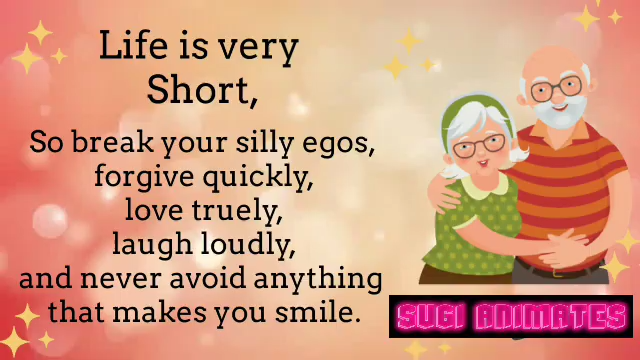 Life is very
Short,
So break your silly egos,
forgive quickly,
love truely,
laugh loudly,
and never avoid anything
that makes you smile.
SUGI ANIMATES